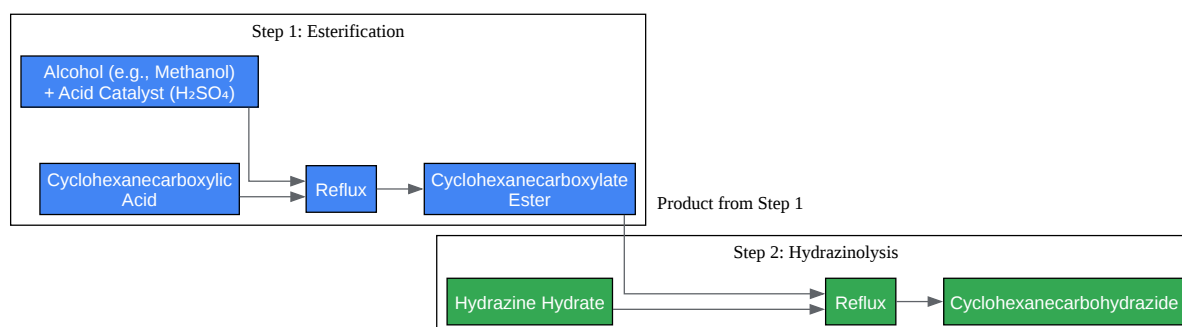 Step 1: Esterification
Alcohol (e.g., Methanol)
+ Acid Catalyst (H₂SO₄)
Cyclohexanecarboxylic
Acid
Reflux
Cyclohexanecarboxylate
Ester
Product from Step 1
Step 2: Hydrazinolysis
Hydrazine Hydrate
Reflux
Cyclohexanecarbohydrazide